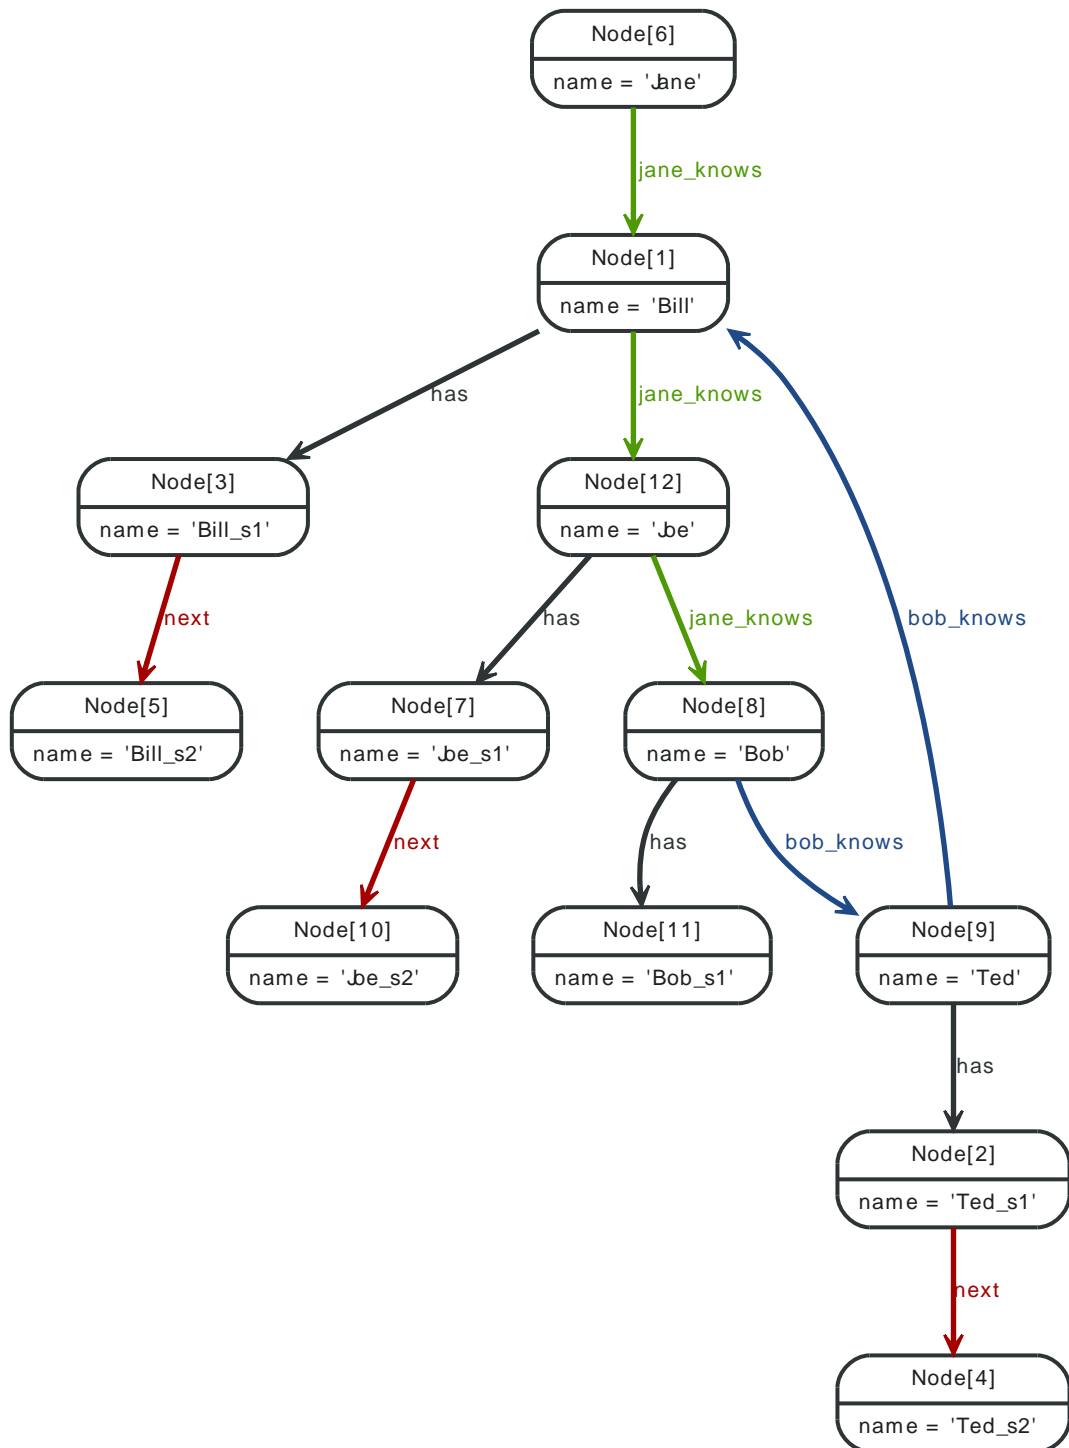 Node[6]
name = 'Jane'
jane_knows
Node[1]
name = 'Bill'
has
jane_knows
Node[3]
name = 'Bill_s1'
Node[12]
name = 'Joe'
next
has
jane_knows
bob_knows
Node[5]
name = 'Bill_s2'
Node[7]
name = 'Joe_s1'
Node[8]
name = 'Bob'
next
has
bob_knows
Node[10]
name = 'Joe_s2'
Node[11]
name = 'Bob_s1'
Node[9]
name = 'Ted'
has
Node[2]
name = 'Ted_s1'
next
Node[4]
name = 'Ted_s2'